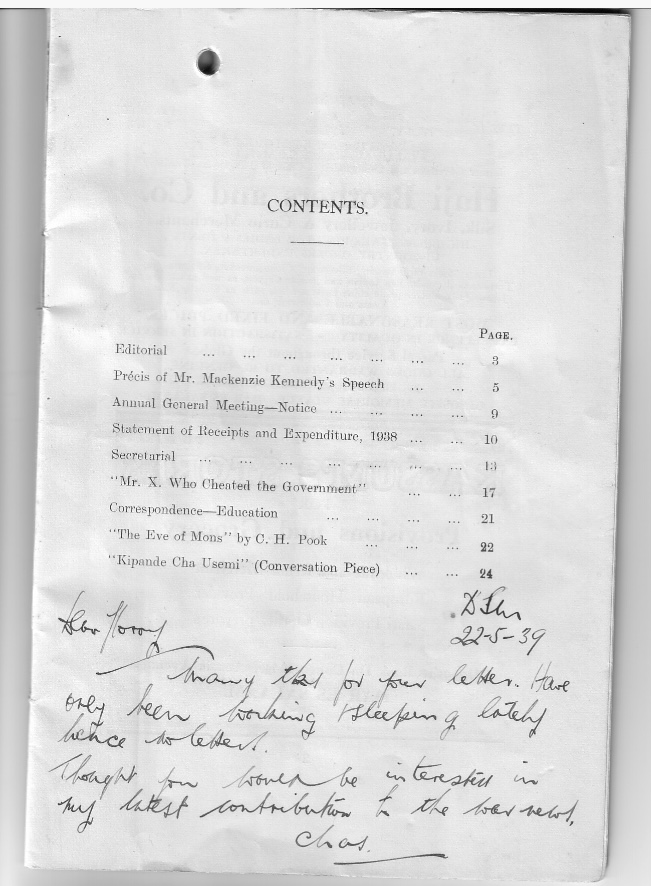 CONTENTS.
PAGE.
Editorial ... ... ... ... ... ... ... 3
Précis of Mr. Mackenzie Kennedy's Speech ... ... 5
Annual General Meeting—Notice ... ... ... ... 9
Statement of Receipts and Expenditure, 1938 ... ... 10
Secretarial ... ... ... ... ... ... ... 13
"Mr. X. Who Cheated the Government" ... ... 17
Correspondence—Education ... ... ... ... 21
"The Eve of Mons" by C. H. Pook ... ... ... 22
"Kipande Cha Usemi" (Conversation Piece) ... ... 24
22-5-39
Dear
Many for your letter. Have
only been working & sleeping lately
hence no letters.
Thought you would be interested in
my latest contribution to the war news.
Chas.